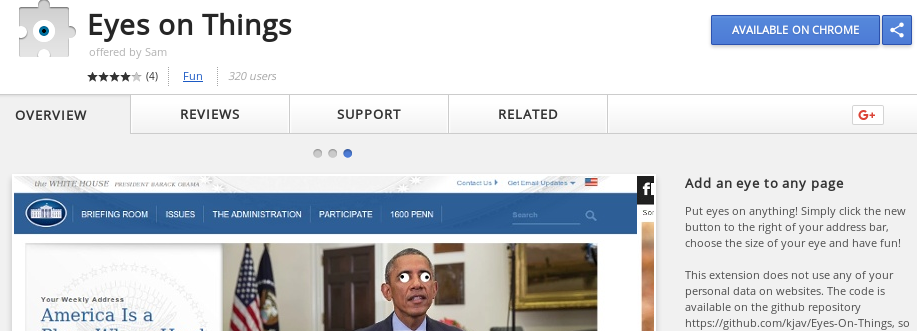 Eyes on Things
offered by Sam
(4) Fun 320 users
AVAILABLE ON CHROME
OVERVIEW REVIEWS SUPPORT RELATED
G+
the WHITE HOUSE PRESIDENT BARACK OBAMA
Contact Us Get Email Updates
BRIEFING ROOM ISSUES THE ADMINISTRATION PARTICIPATE 1600 PENN Search
Your Weekly Address
America Is a
Add an eye to any page
Put eyes on anything! Simply click the new
button to the right of your address bar,
choose the size of your eye and have fun!
This extension does not use any of your
personal data on websites. The code is
available on the github repository
https://github.com/kjav/Eyes-On-Things, so